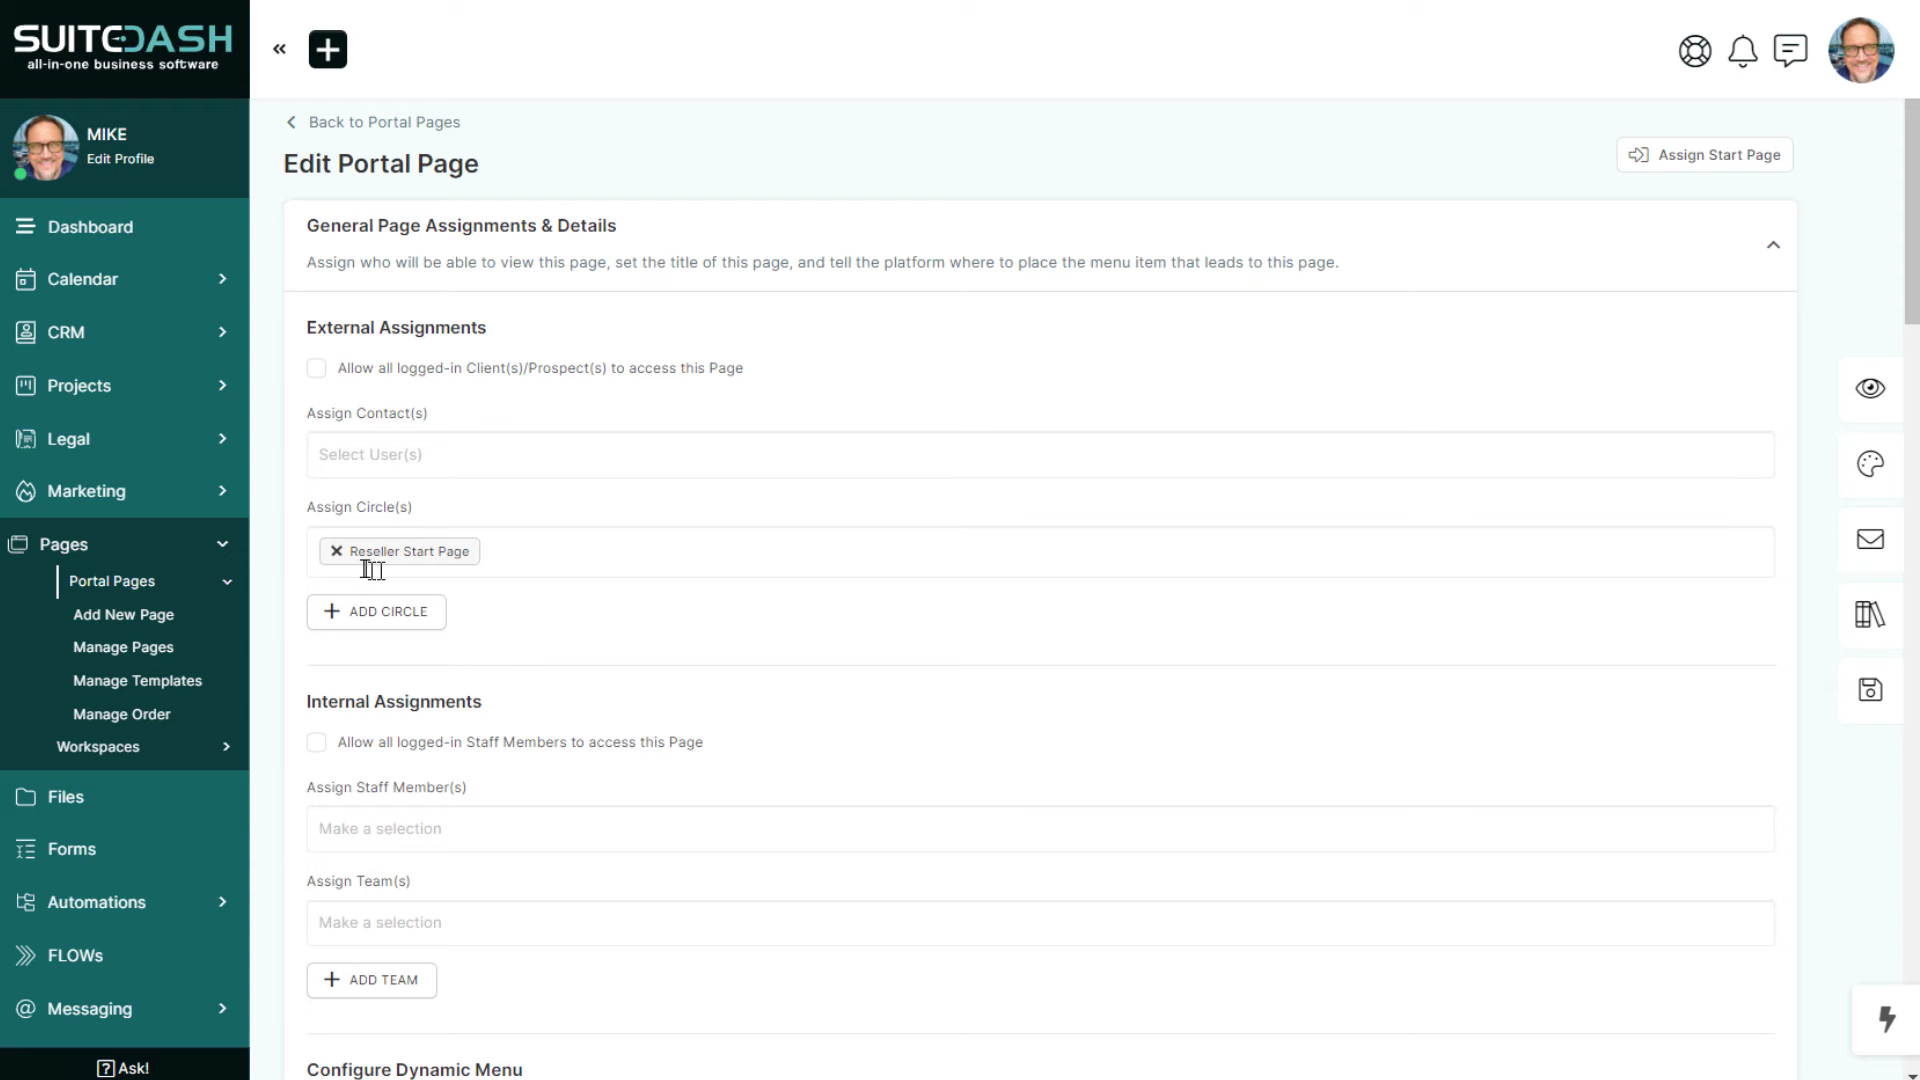 SUITEDASH
all-in-one business software
MIKE
Edit Profile
Dashboard
Calendar
CRM
Projects
Legal
Marketing
Pages
Portal Pages
Add New Page
Manage Pages
Manage Templates
Manage Order
Workspaces
Files
Forms
Automations
FLOWs
Messaging
? Ask!
Back to Portal Pages
Edit Portal Page
Assign Start Page
General Page Assignments & Details
Assign who will be able to view this page, set the title of this page, and tell the platform where to place the menu item that leads to this page.
External Assignments
Allow all logged-in Client(s)/Prospect(s) to access this Page
Assign Contact(s)
Select User(s)
Assign Circle(s)
Reseller Start Page
ADD CIRCLE
Internal Assignments
Allow all logged-in Staff Members to access this Page
Assign Staff Member(s)
Make a selection
Assign Team(s)
Make a selection
ADD TEAM
Configure Dynamic Menu